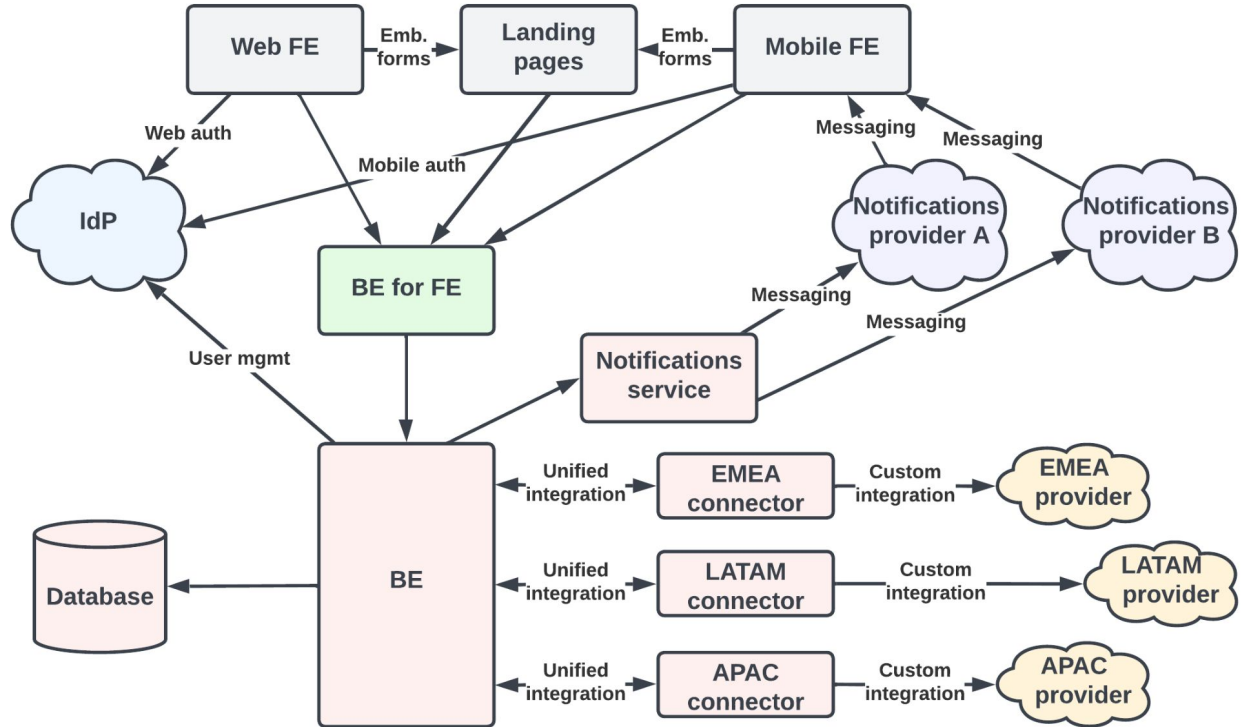 Web FE
Emb.
forms
Landing
pages
Emb.
forms
Mobile FE
Web auth
Mobile auth
Messaging
Messaging
IdP
Notifications
provider A
Notifications
provider B
BE for FE
Messaging
Messaging
User mgmt
Notifications
service
Unified
integration
EMEA
connector
Custom
integration
EMEA
provider
Database
BE
Unified
integration
LATAM
connector
Custom
integration
LATAM
provider
Unified
integration
APAC
connector
Custom
integration
APAC
provider